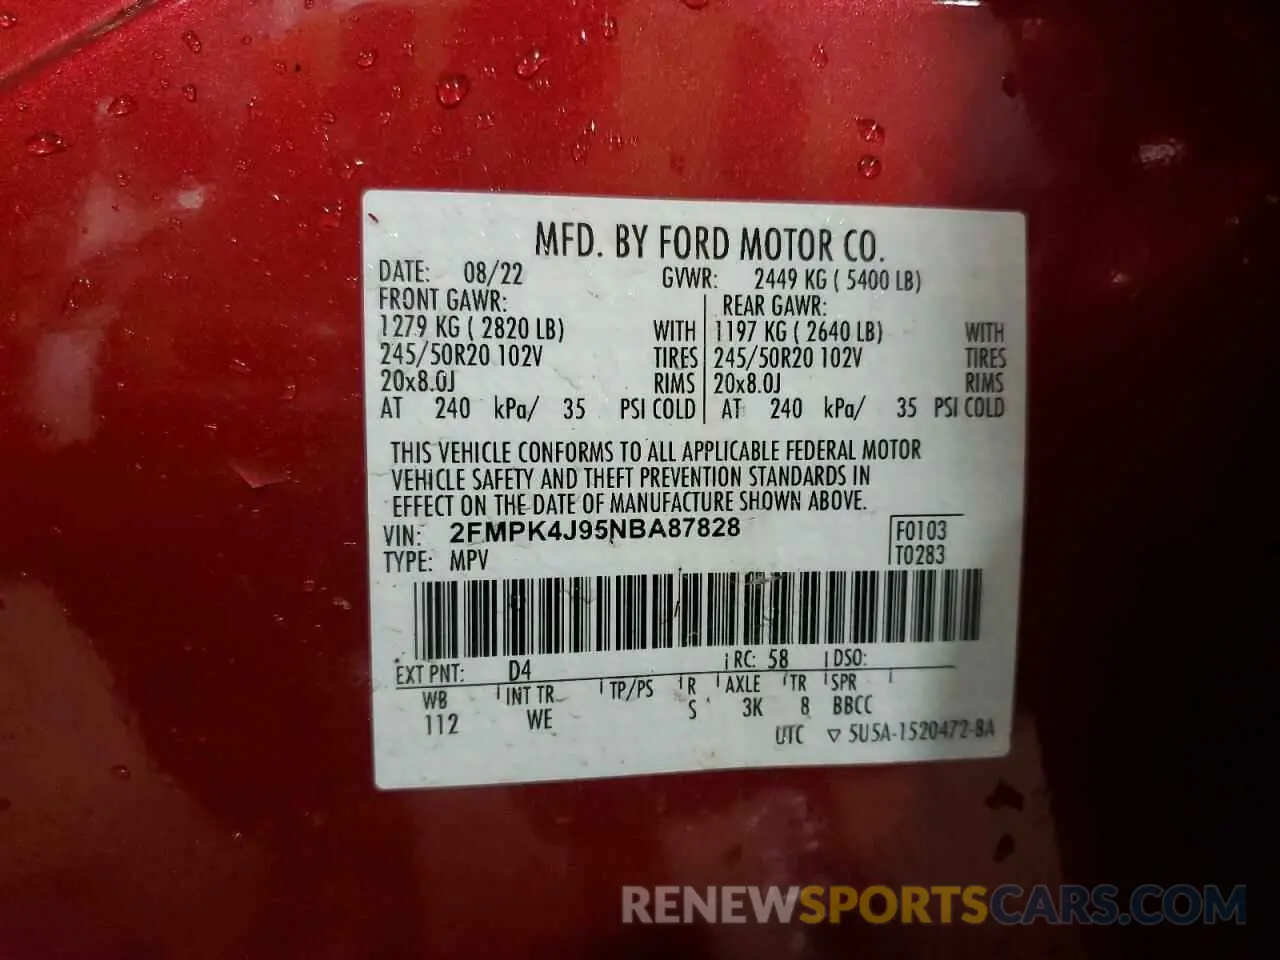 MFD. BY FORD MOTOR CO.
DATE: 08/22 GVWR: 2449 KG ( 5400 LB)
FRONT GAWR: REAR GAWR:
1279 KG ( 2820 LB) WITH 1197 KG ( 2640 LB) WITH
245/50R20 102V TIRES 245/50R20 102V TIRES
20x8.0J RIMS 20x8.0J RIMS
AT 240 kPa/ 35 PSI COLD AT 240 kPa/ 35 PSI COLD
THIS VEHICLE CONFORMS TO ALL APPLICABLE FEDERAL MOTOR
VEHICLE SAFETY AND THEFT PREVENTION STANDARDS IN
EFFECT ON THE DATE OF MANUFACTURE SHOWN ABOVE.
VIN: 2FMPK4J95NBA87828 F0103
TYPE: MPV T0283
EXT PNT: D4 RC: 58 DSO:
WB INT TR TP/PS R AXLE TR SPR
112 WE S 3K 8 BBCC
UTC ▽ 5U5A-1520472-BA
RENEWSPORTSCARS.COM